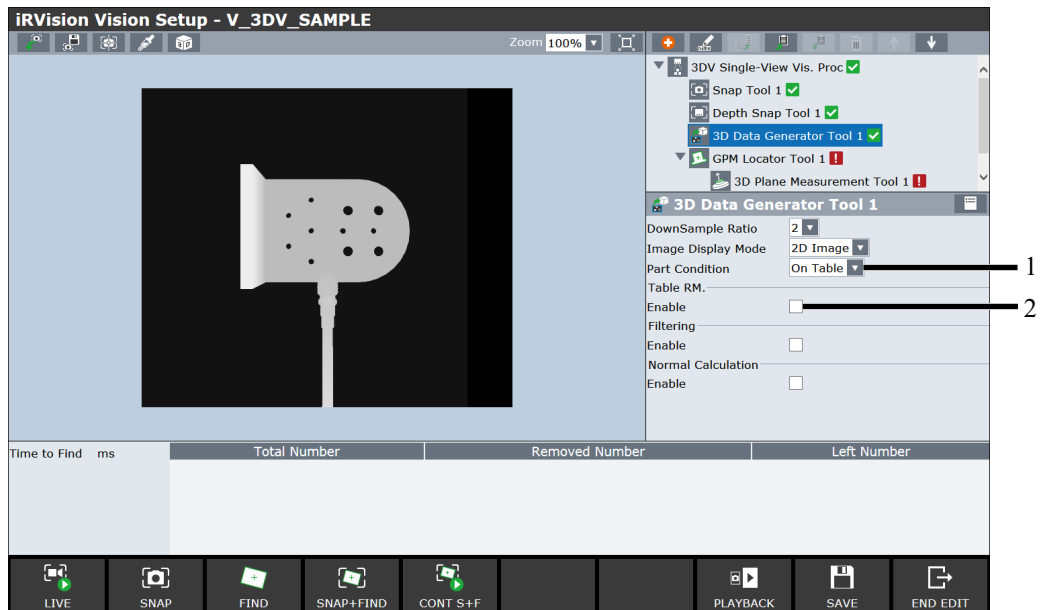 iRVision Vision Setup - V_3DV_SAMPLE
Zoom 100%
3DV Single-View Vis. Proc
Snap Tool 1
Depth Snap Tool 1
3D Data Generator Tool 1
GPM Locator Tool 1
3D Plane Measurement Tool 1
3D Data Generator Tool 1
DownSample Ratio 2
Image Display Mode 2D Image
Part Condition On Table
1
Table RM.
Enable
2
Filtering
Enable
Normal Calculation
Enable
Time to Find ms
Total Number Removed Number Left Number
LIVE SNAP FIND SNAP+FIND CONT S+F PLAYBACK SAVE END EDIT